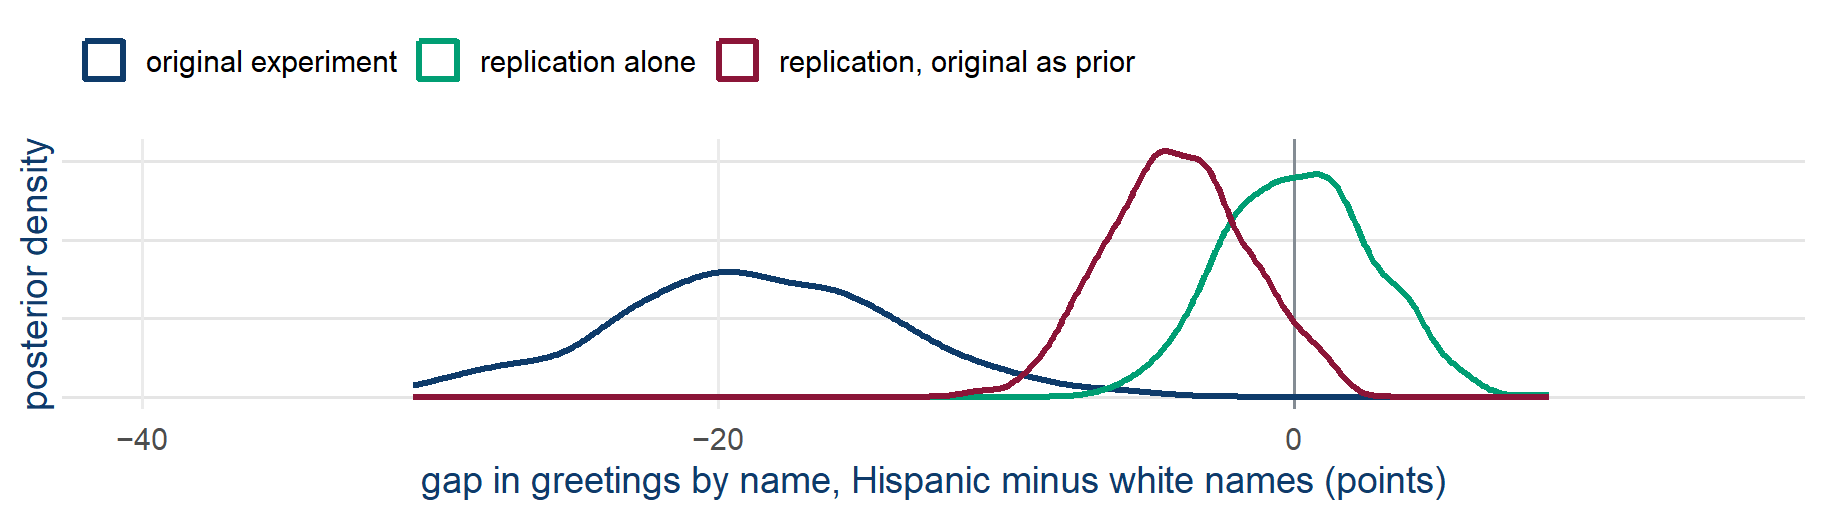 original experiment replication alone replication, original as prior
posterior density
−40 −20 0
gap in greetings by name, Hispanic minus white names (points)